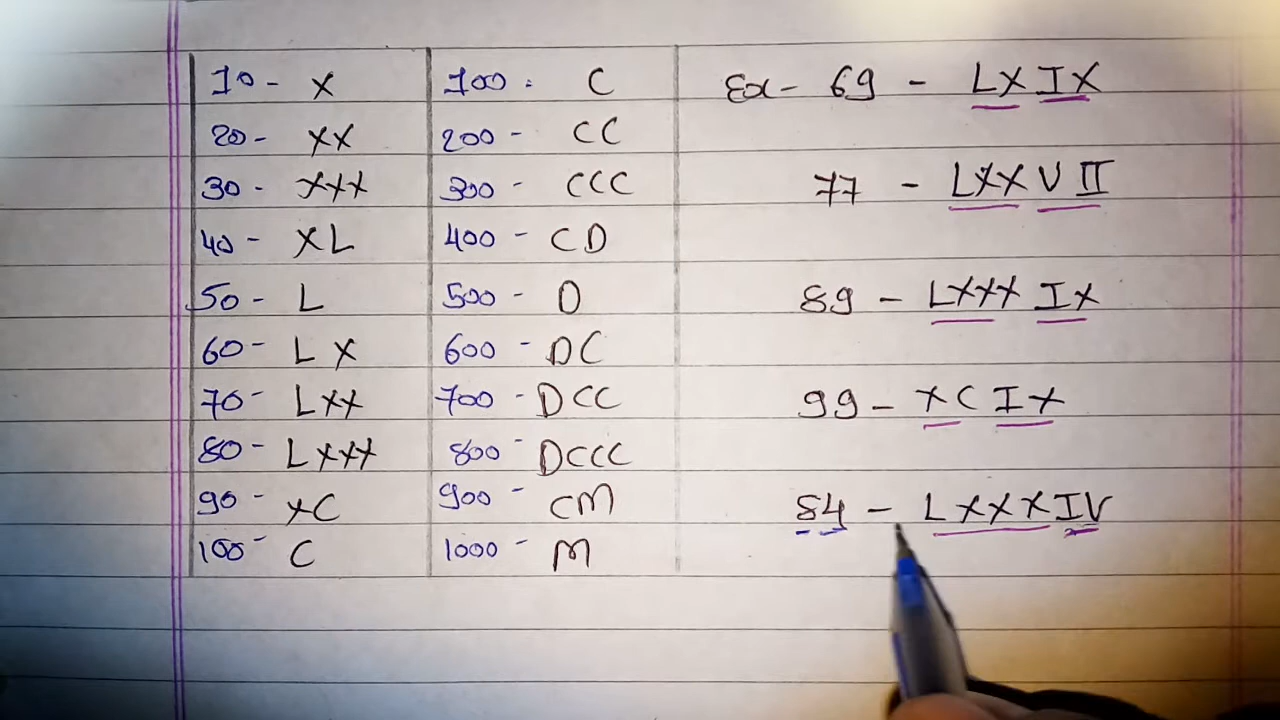 10 - X
20 - XX
30 - XXX
40 - XL
50 - L
60 - LX
70 - LXX
80 - LXXX
90 - XC
100 - C
100 - C
200 - CC
300 - CCC
400 - CD
500 - D
600 - DC
700 - DCC
800 - DCCC
900 - CM
1000 - M
Ex - 69 - LXIX
77 - LXXVII
89 - LXXXIX
99 - XCIX
84 - LXXXIV